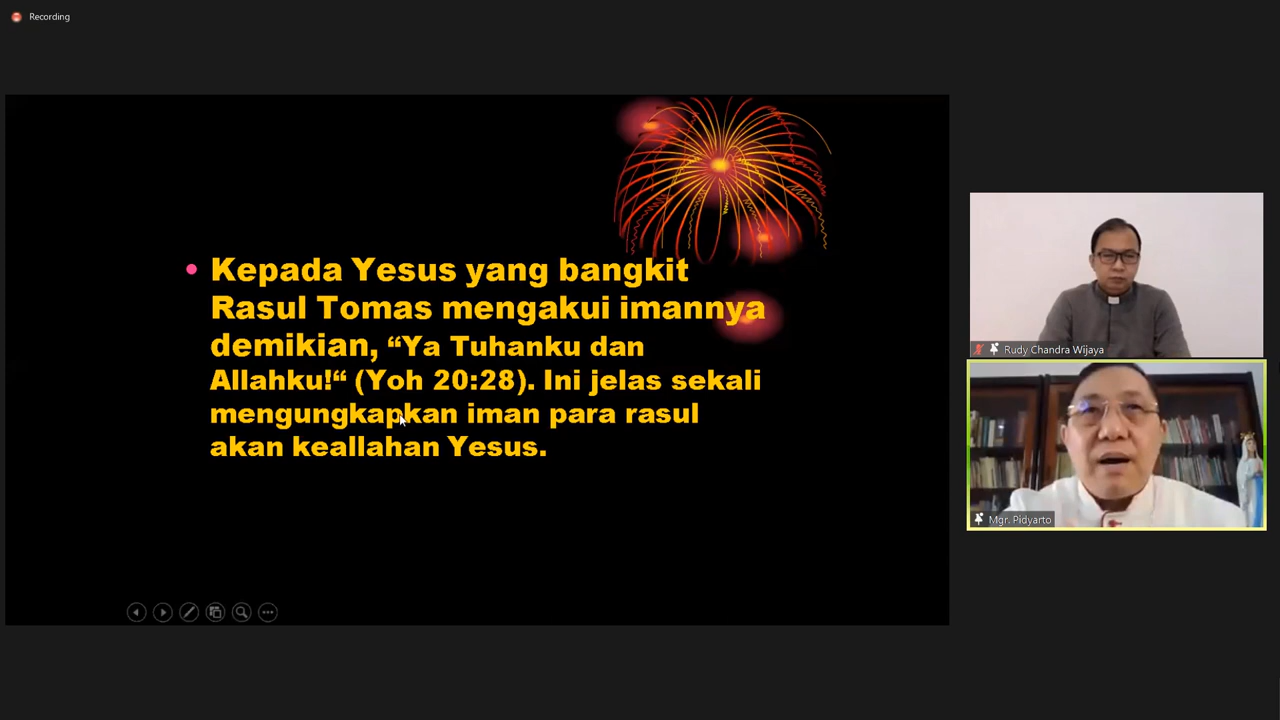 Recording
• Kepada Yesus yang bangkit
Rasul Tomas mengakui imannya
demikian, “Ya Tuhanku dan
Allahku!“ (Yoh 20:28). Ini jelas sekali
mengungkapkan iman para rasul
akan keallahan Yesus.
Rudy Chandra Wijaya
Mgr. Pidyarto